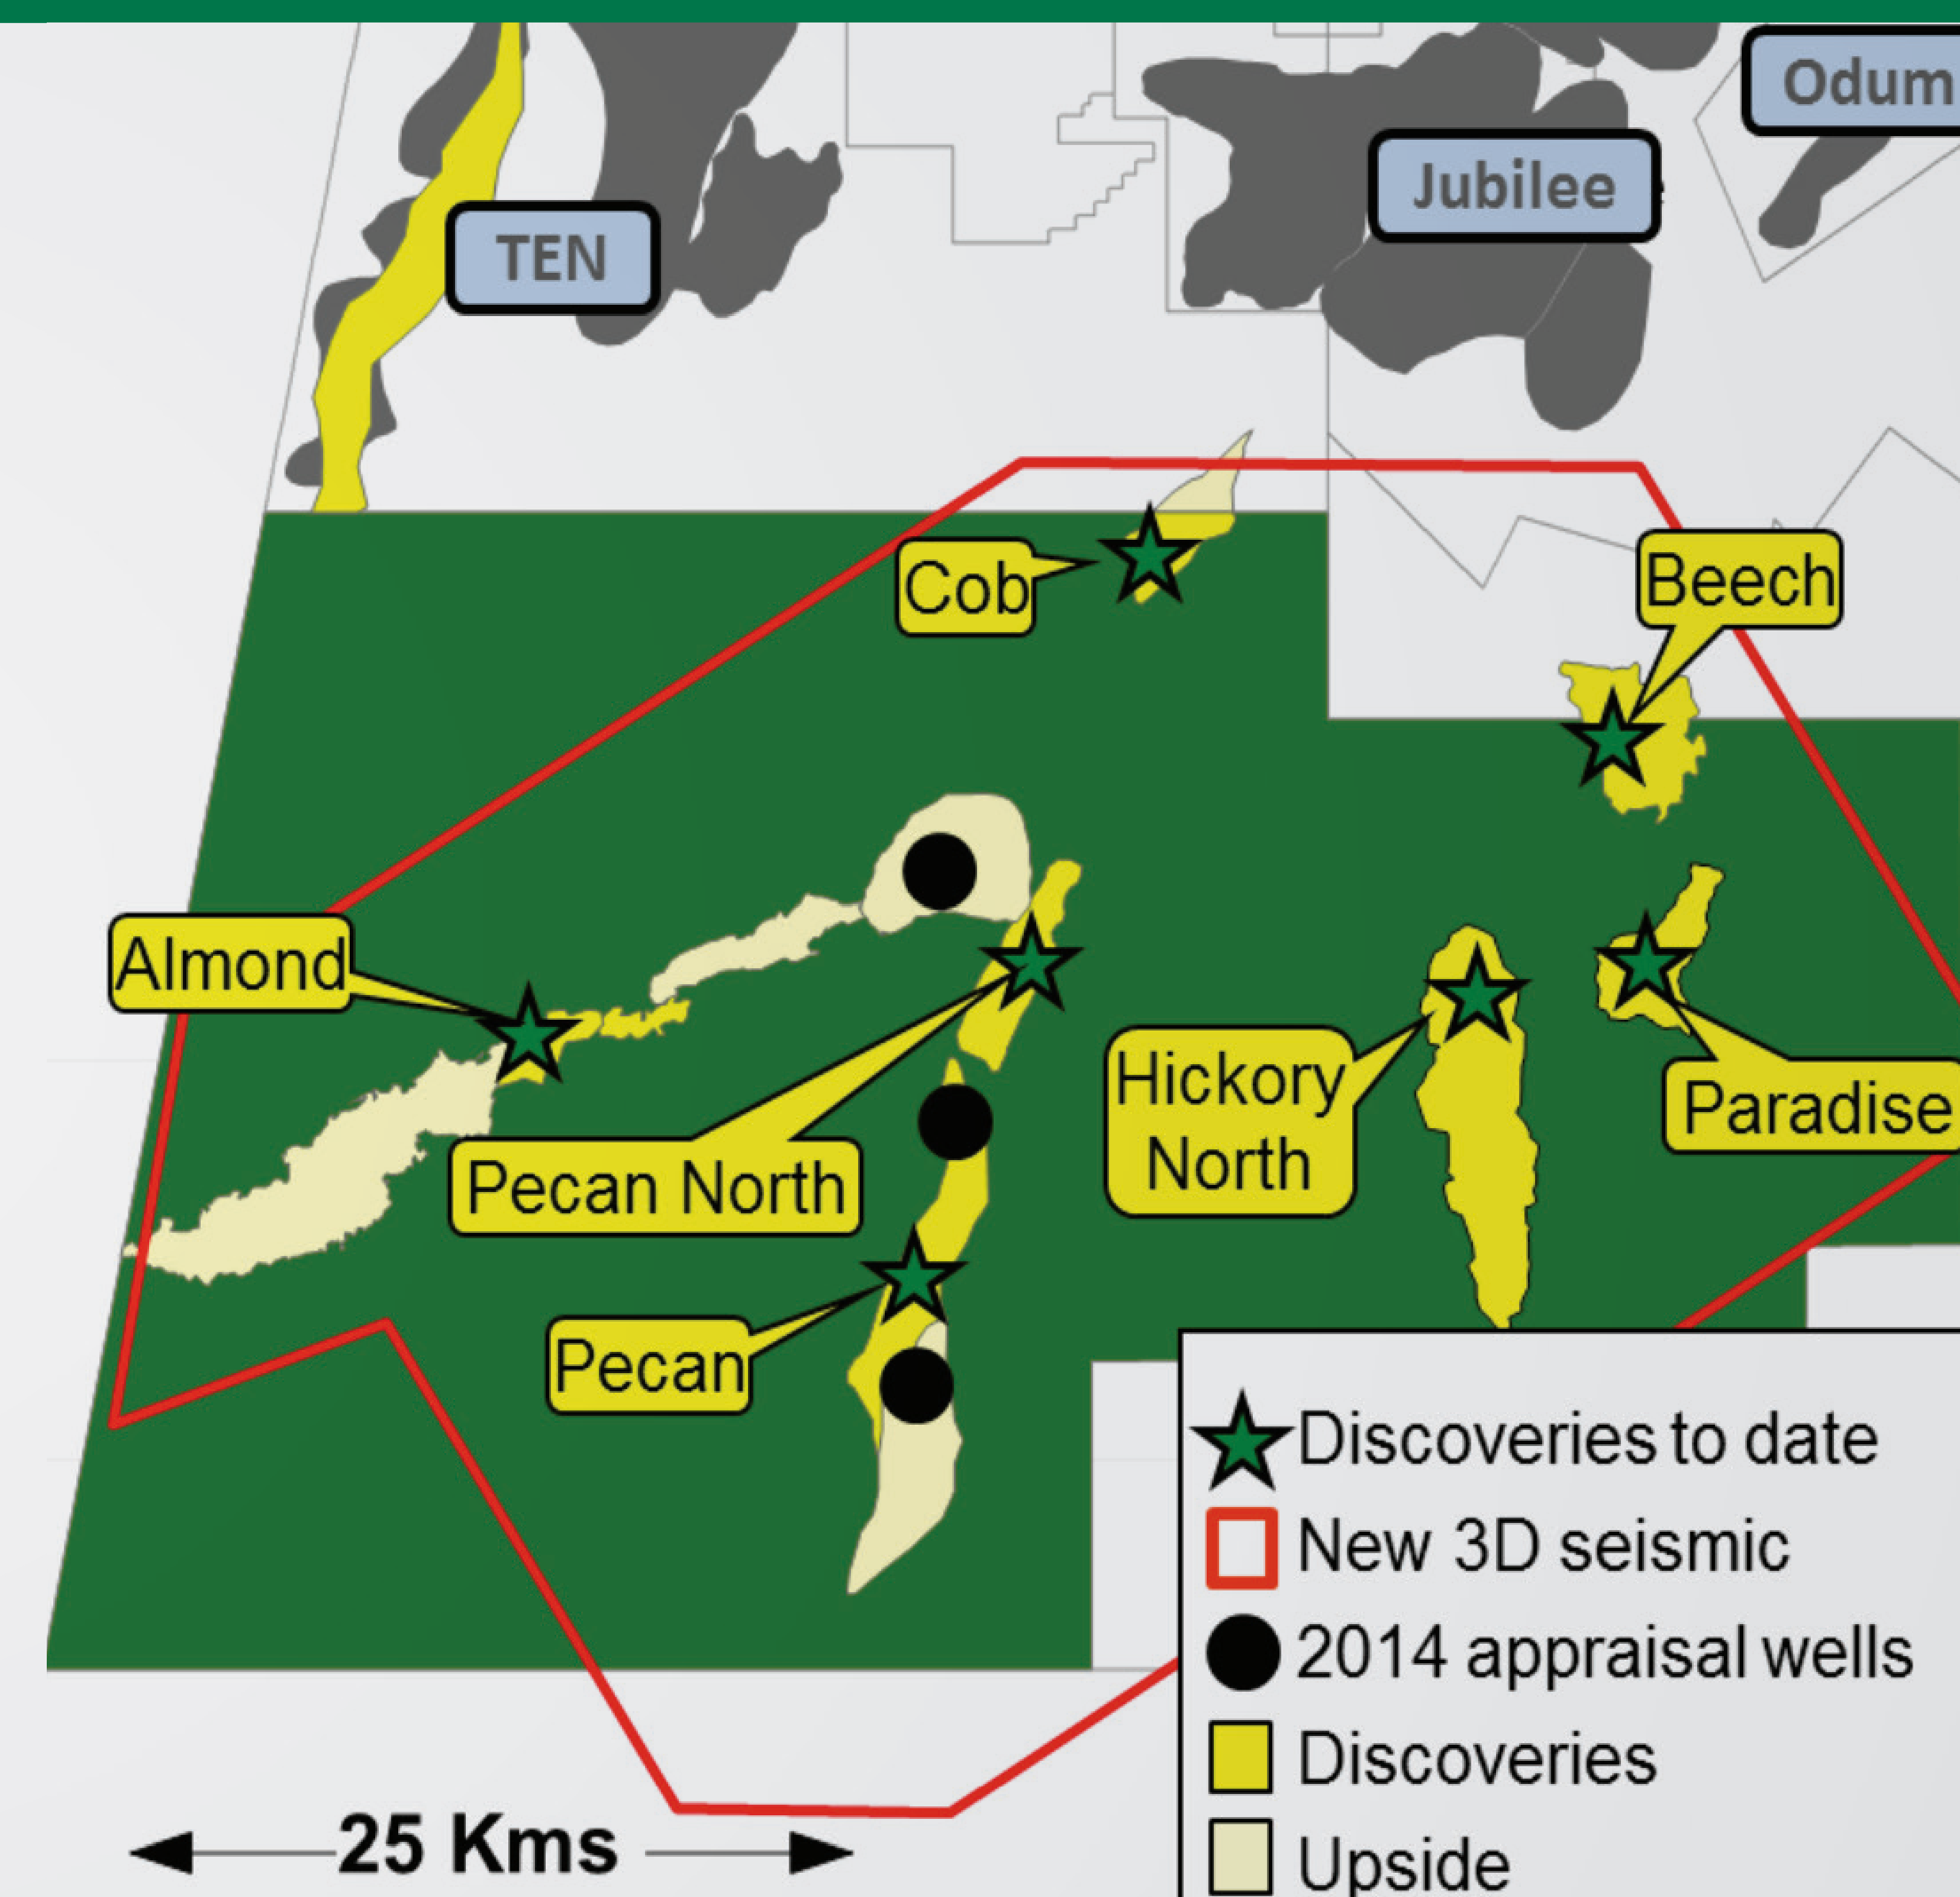 Odum
Jubilee
TEN
Cob
Beech
Almond
Hickory
North
Paradise
Pecan North
Pecan
Discoveries to date
New 3D seismic
2014 appraisal wells
Discoveries
Upside
25 Kms